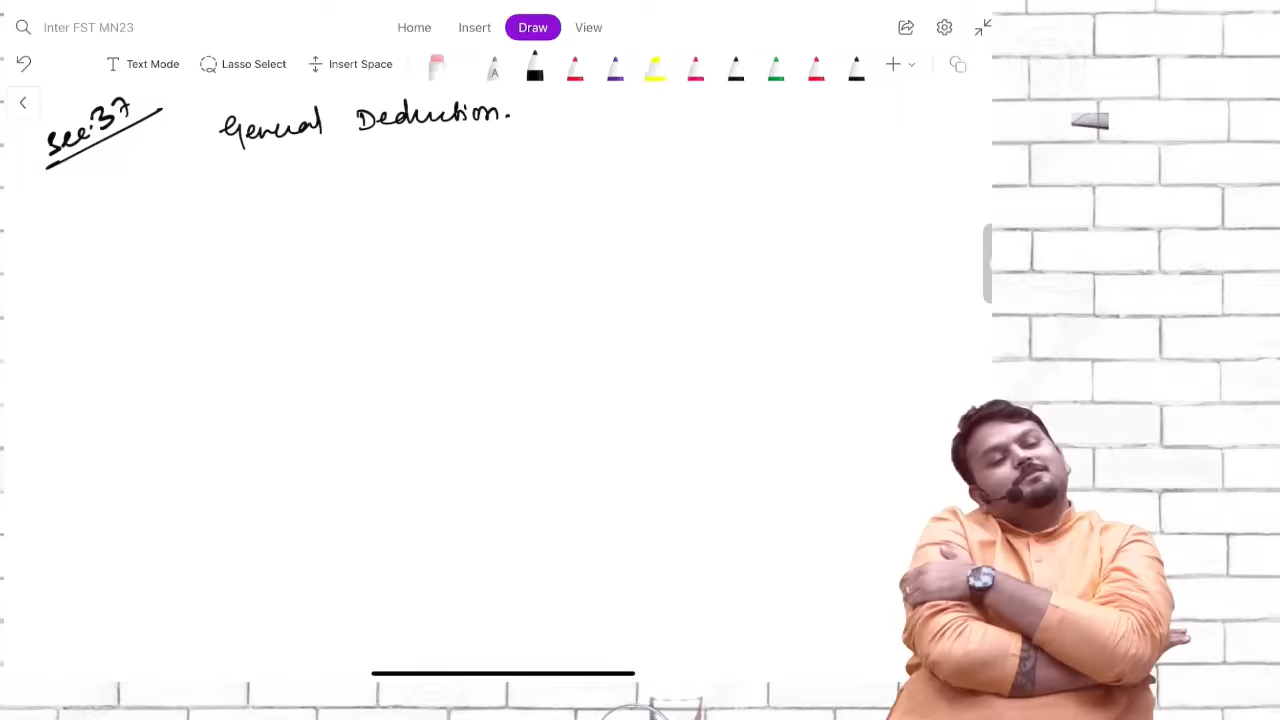 Inter FST MN23
Home Insert Draw View
Text Mode Lasso Select Insert Space
A
Sec.37 General Deduction.